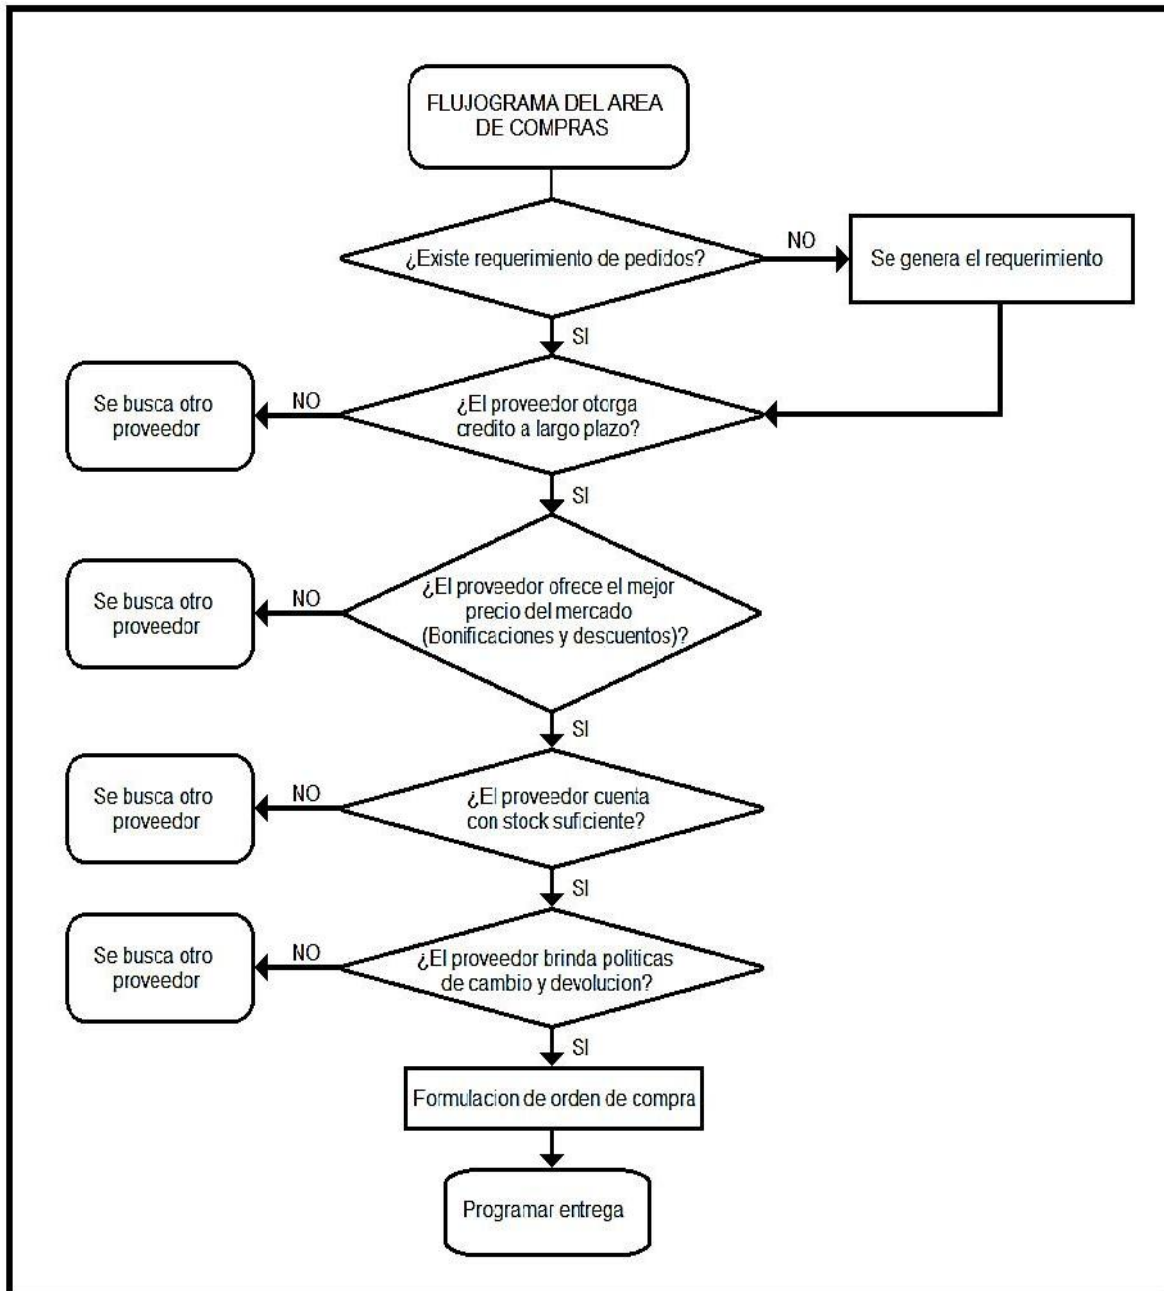 FLUJOGRAMA DEL AREA
DE COMPRAS
¿Existe requerimiento de pedidos?
NO
Se genera el requerimiento
SI
Se busca otro
proveedor
NO
¿El proveedor otorga
credito a largo plazo?
SI
Se busca otro
proveedor
NO
¿El proveedor ofrece el mejor
precio del mercado
(Bonificaciones y descuentos)?
SI
Se busca otro
proveedor
NO
¿El proveedor cuenta
con stock suficiente?
SI
Se busca otro
proveedor
NO
¿El proveedor brinda politicas
de cambio y devolucion?
SI
Formulacion de orden de compra
Programar entrega